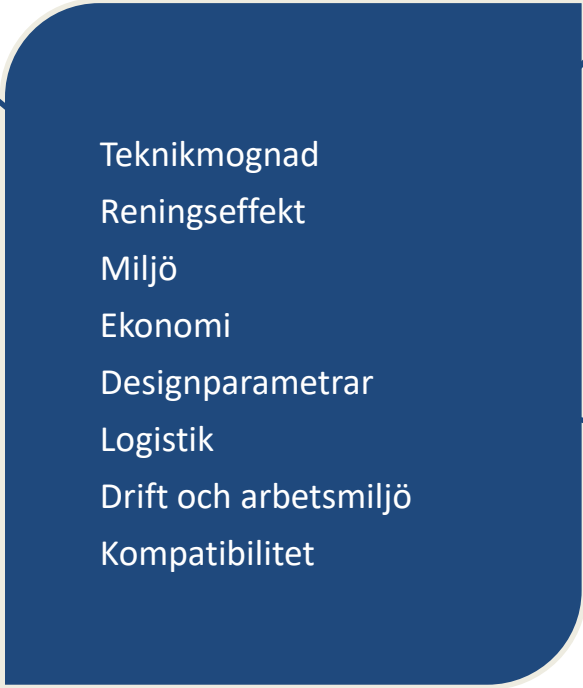 Teknikmognad
Reningseffekt
Miljö
Ekonomi
Designparametrar
Logistik
Drift och arbetsmiljö
Kompatibilitet